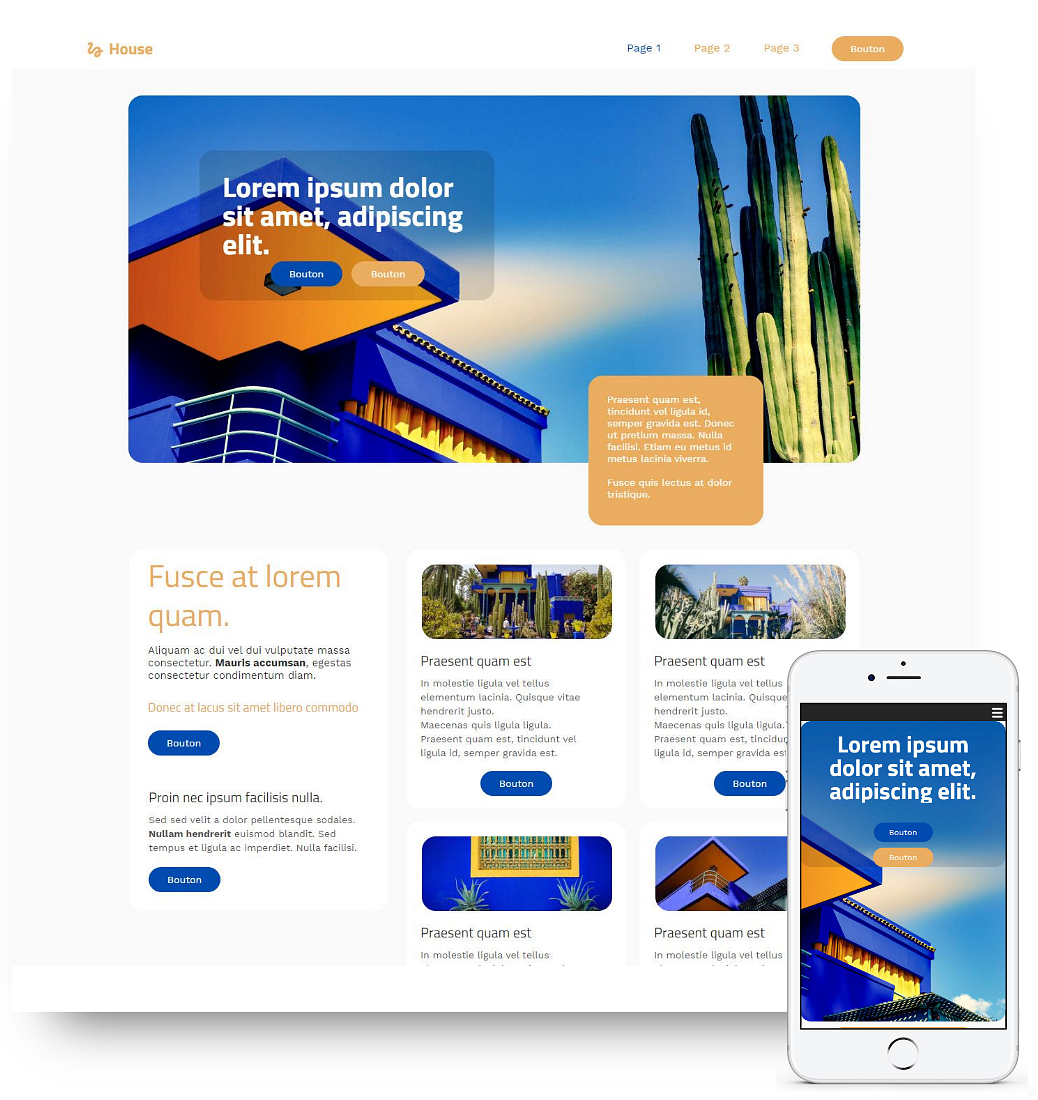 House
Page 1
Page 2
Page 3
Bouton
Lorem ipsum dolor
sit amet, adipiscing
elit.
Bouton
Bouton
Praesent quam est,
tincidunt vel ligula id,
semper gravida est. Donec
ut pretium massa. Nulla
facilisi. Etiam eu metus id
metus lacinia viverra.
Fusce quis lectus at dolor
tristique.
Fusce at lorem
quam.
Aliquam ac dui vel dui vulputate massa
consectetur. Mauris accumsan, egestas
consectetur condimentum diam.
Donec at lacus sit amet libero commodo
Bouton
Proin nec ipsum facilisis nulla.
Sed sed velit a dolor pellentesque sodales.
Nullam hendrerit euismod blandit. Sed
tempus et ligula ac imperdiet. Nulla facilisi.
Bouton
Praesent quam est
In molestie ligula vel tellus
elementum lacinia. Quisque vitae
hendrerit justo.
Maecenas quis ligula ligula.
Praesent quam est, tincidunt vel
ligula id, semper gravida est.
Bouton
Praesent quam est
In molestie ligula vel tellus
elementum lacinia. Quisque
hendrerit justo.
Maecenas quis ligula ligula.
Praesent quam est, tincidun
ligula id, semper gravida es
Bouton
Praesent quam est
In molestie ligula vel tellus
Praesent quam est
In molestie ligula vel tellus
Lorem ipsum
dolor sit amet,
adipiscing elit.
Bouton
Bouton